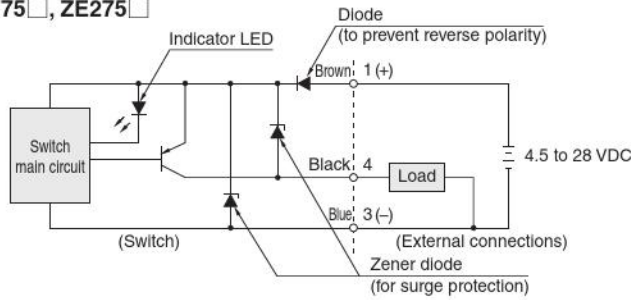 75□, ZE275□
Diode
(to prevent reverse polarity)
Indicator LED
Brown 1 (+)
Switch
main circuit
4.5 to 28 VDC
Black 4
Load
Blue 3 (–)
(Switch)
(External connections)
Zener diode
(for surge protection)